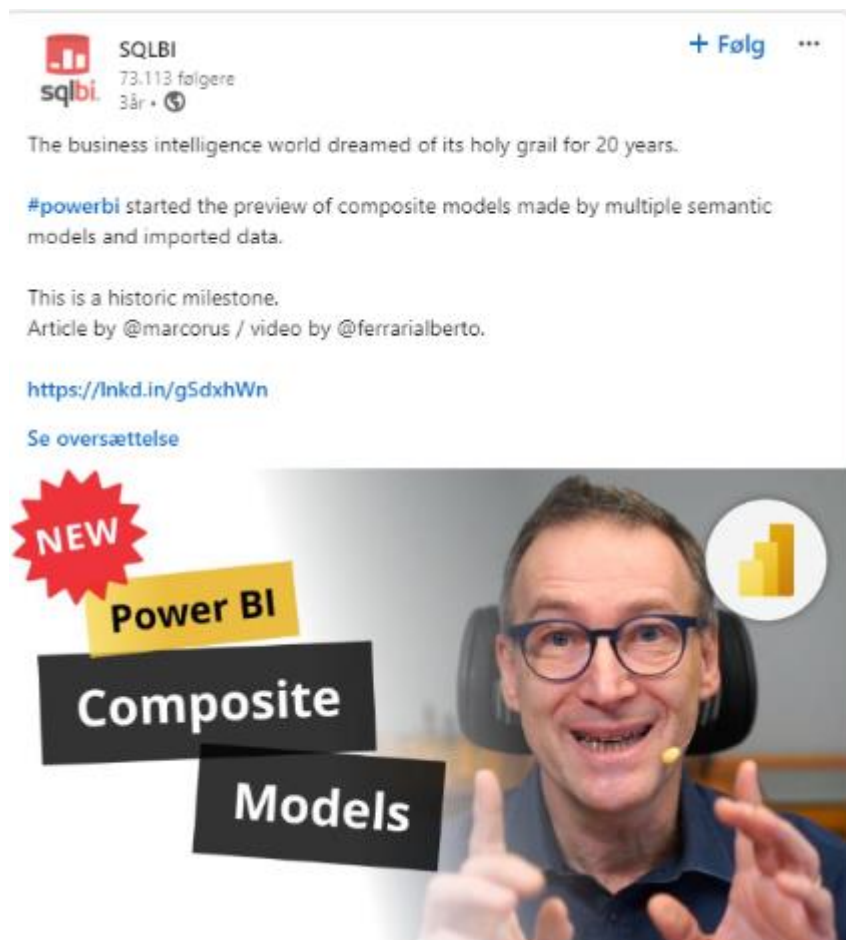 SQLBI
+ Følg ...
73.113 følgere
3år •
sqlbi.
The business intelligence world dreamed of its holy grail for 20 years.
#powerbi started the preview of composite models made by multiple semantic
models and imported data.
This is a historic milestone.
Article by @marcorus / video by @ferrarialberto.
https://lnkd.in/gSdxhWn
Se oversættelse
NEW
Power BI
Composite
Models